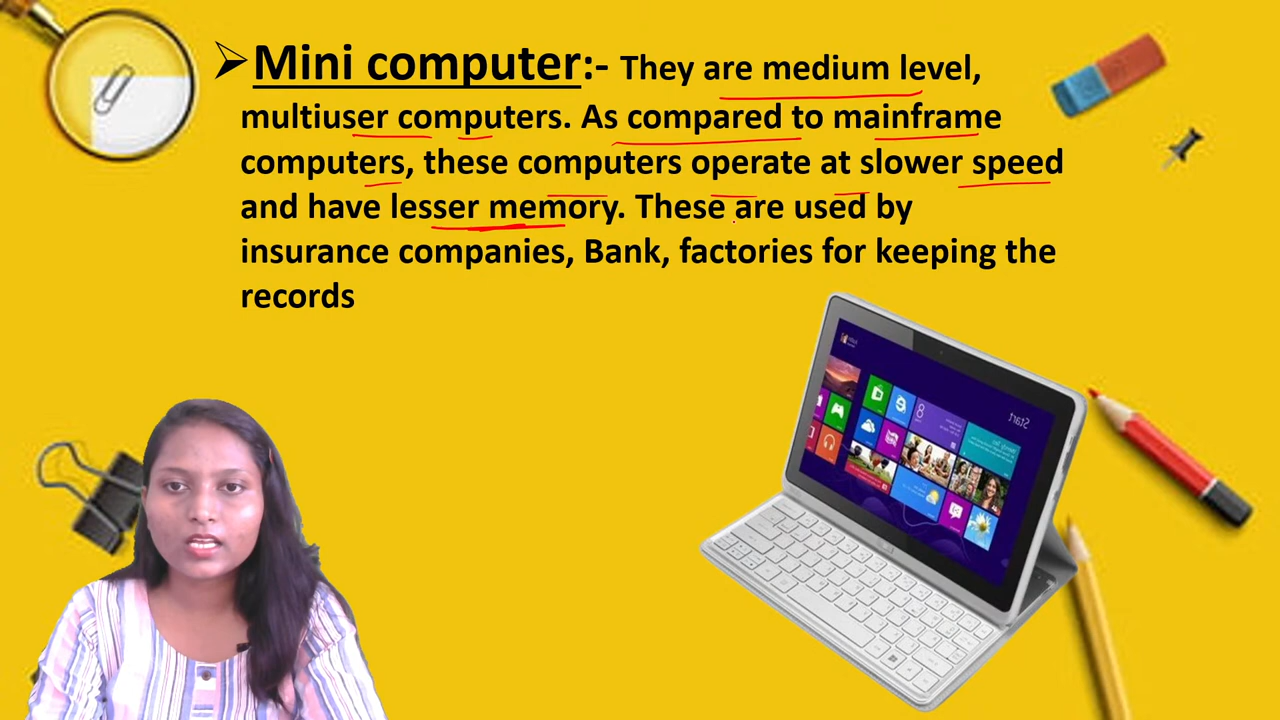 Mini computer:- They are medium level,
multiuser computers. As compared to mainframe
computers, these computers operate at slower speed
and have lesser memory. These are used by
insurance companies, Bank, factories for keeping the
records
Start